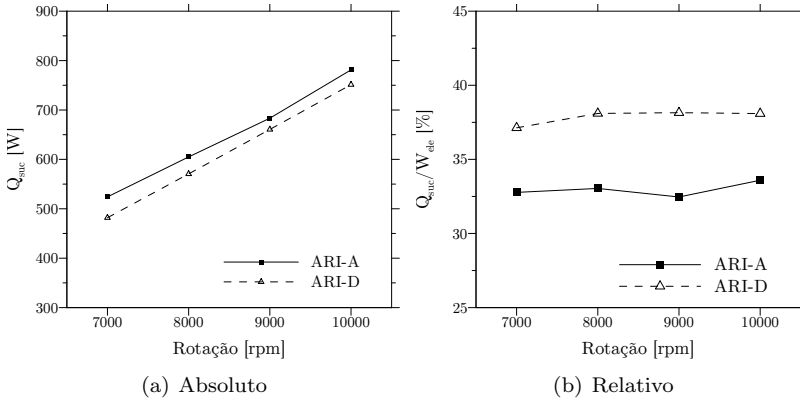 900
800
700
600
500
400
300
Q_suc [W]
7000 8000 9000 10000
Rotação [rpm]
ARI-A
ARI-D
(a) Absoluto
45
40
35
30
25
Q_suc/W_ele [%]
7000 8000 9000 10000
Rotação [rpm]
ARI-A
ARI-D
(b) Relativo